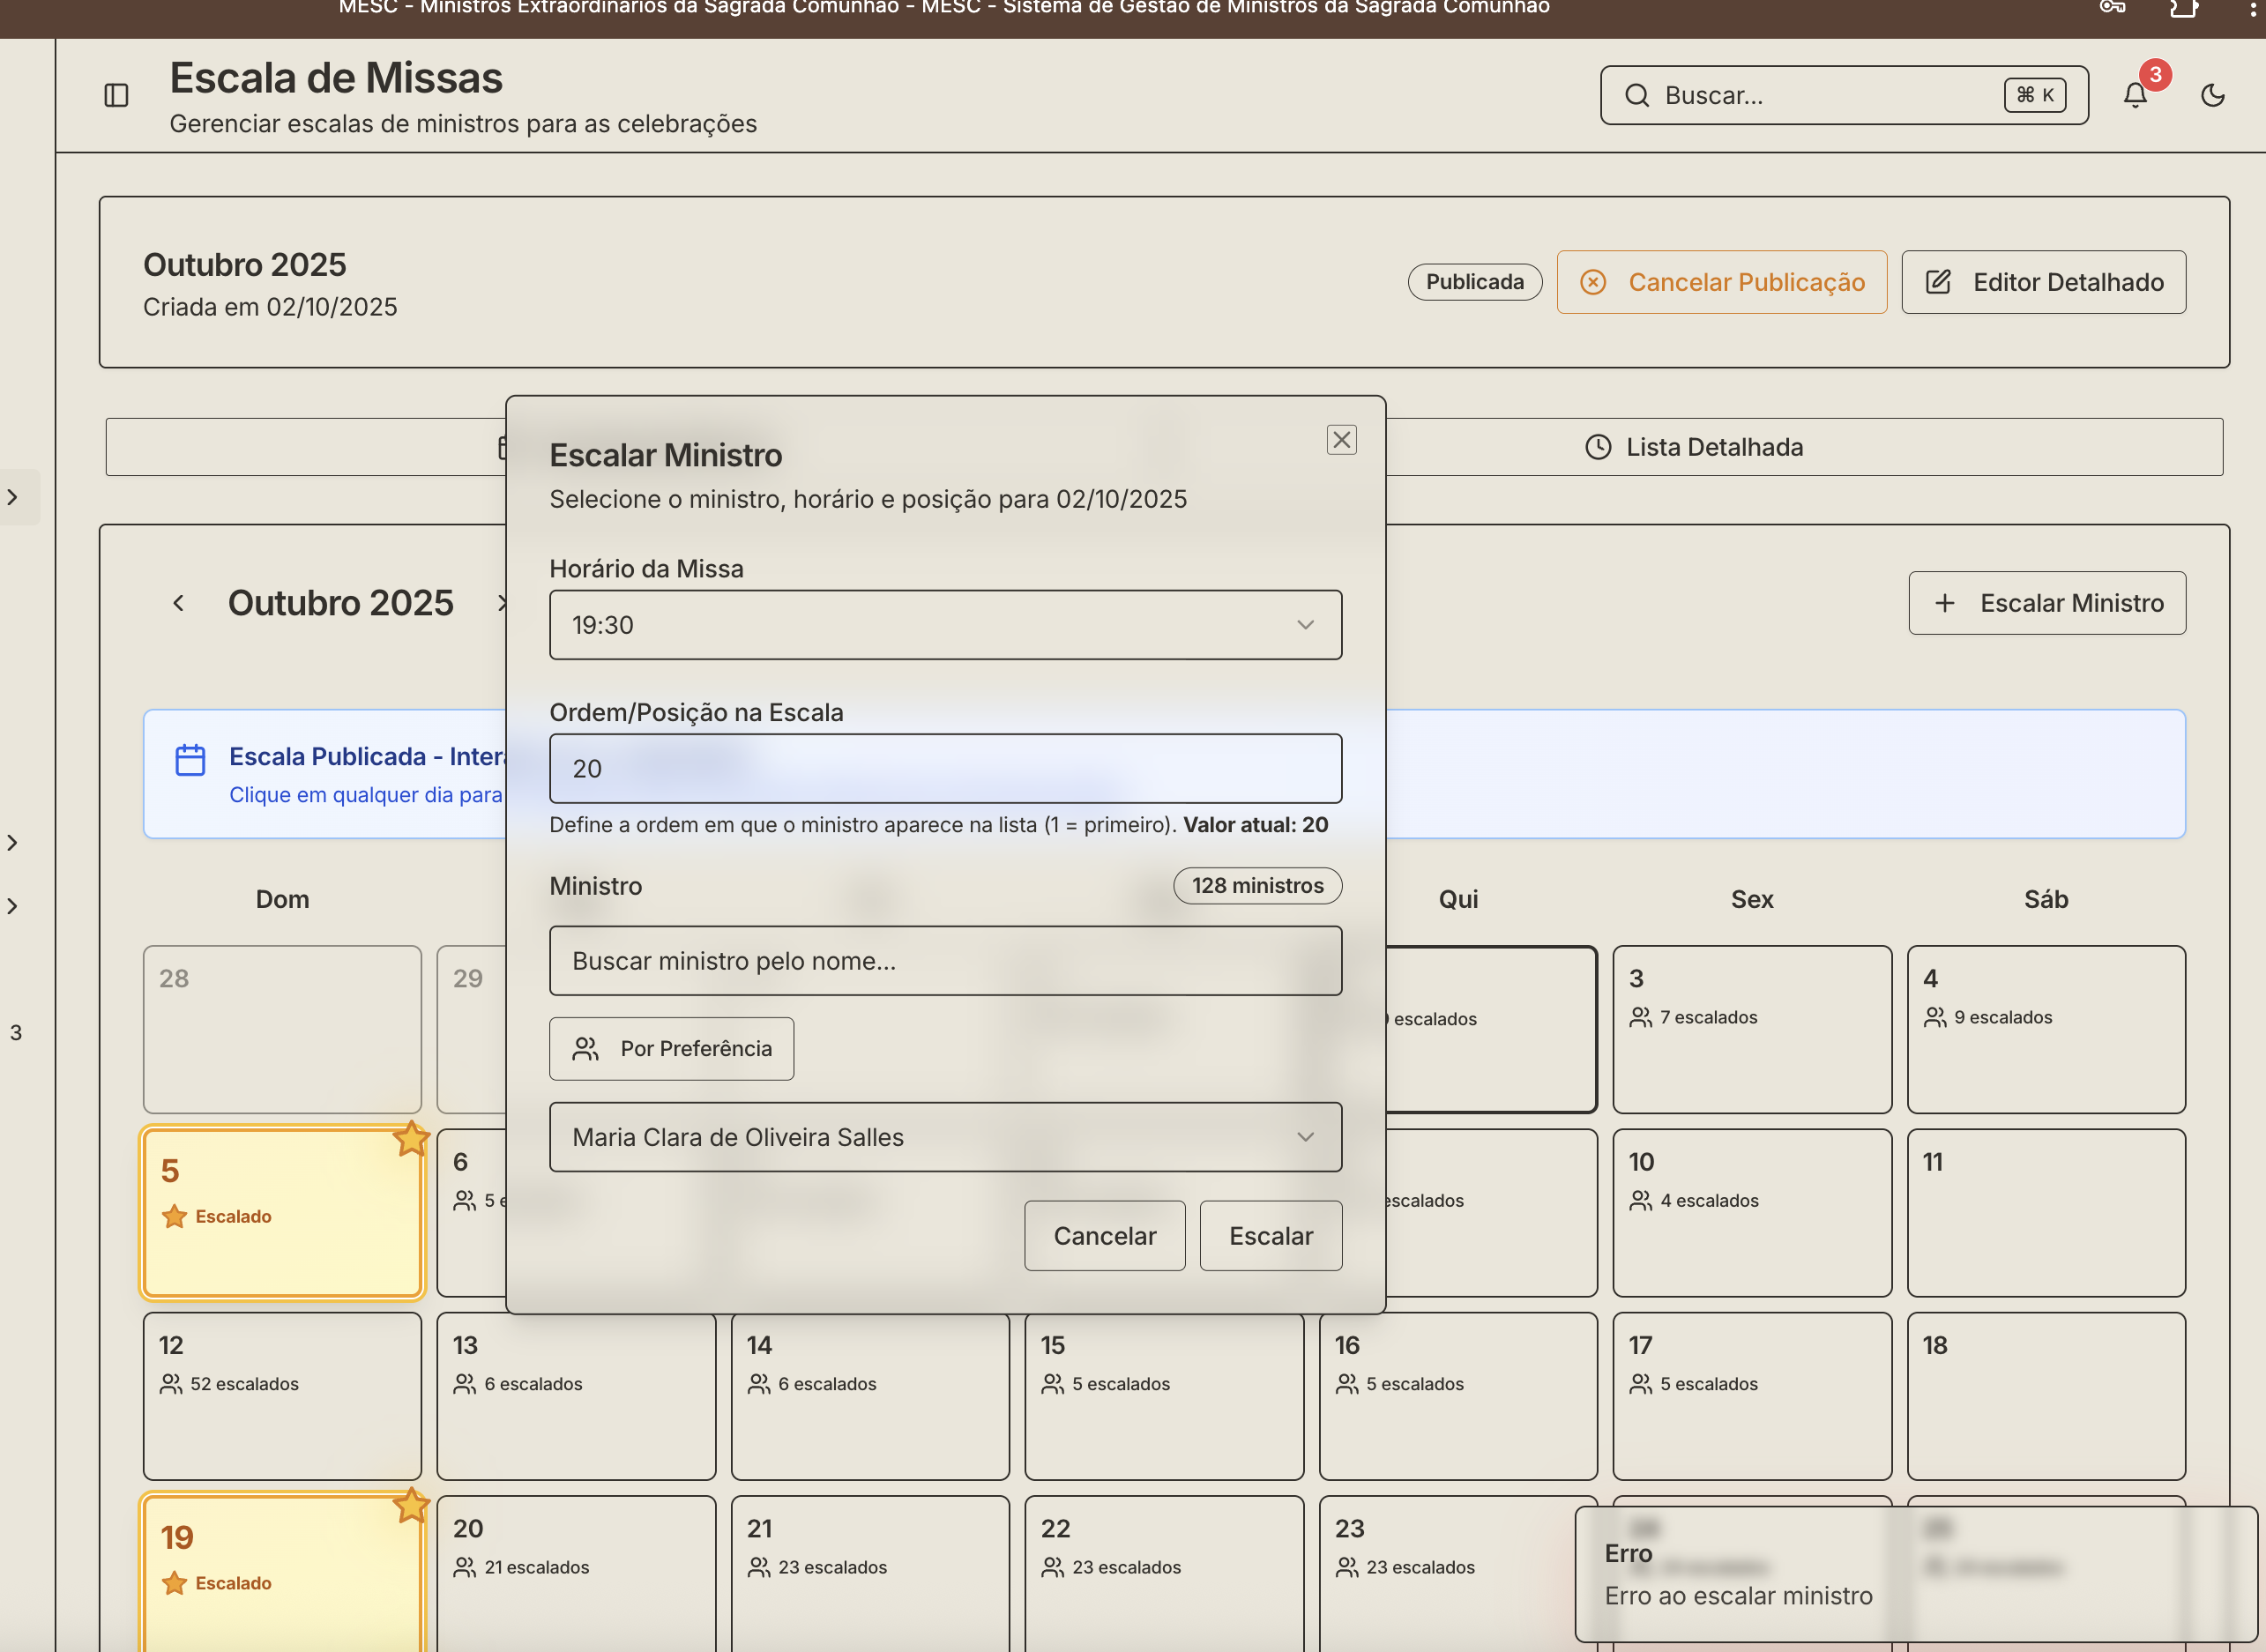 MESC - Ministros Extraordinários da Sagrada Comunhão - MESC - Sistema de Gestão de Ministros da Sagrada Comunhão
Escala de Missas
Gerenciar escalas de ministros para as celebrações
Buscar...
⌘ K
3
Outubro 2025
Criada em 02/10/2025
Publicada
Cancelar Publicação
Editor Detalhado
Lista Detalhada
Outubro 2025
Escalar Ministro
Escala Publicada -
Clique em qualquer dia para
Escalar Ministro
Selecione o ministro, horário e posição para 02/10/2025
Horário da Missa
19:30
Ordem/Posição na Escala
20
Define a ordem em que o ministro aparece na lista (1 = primeiro). Valor atual: 20
Ministro
128 ministros
Buscar ministro pelo nome...
Por Preferência
Maria Clara de Oliveira Salles
Cancelar
Escalar
Dom
Qui
Sex
Sáb
28
29
escalados
3
7 escalados
4
9 escalados
3
5
Escalado
6
5
escalados
10
4 escalados
11
12
52 escalados
13
6 escalados
14
6 escalados
15
5 escalados
16
5 escalados
17
5 escalados
18
19
Escalado
20
21 escalados
21
23 escalados
22
23 escalados
23
23 escalados
Erro
Erro ao escalar ministro